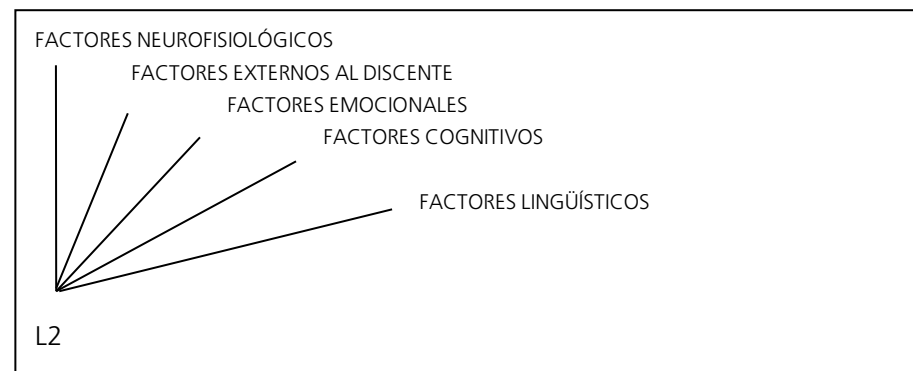 FACTORES NEUROFISIOLÓGICOS
FACTORES EXTERNOS AL DISCENTE
FACTORES EMOCIONALES
FACTORES COGNITIVOS
FACTORES LINGÜÍSTICOS
L2